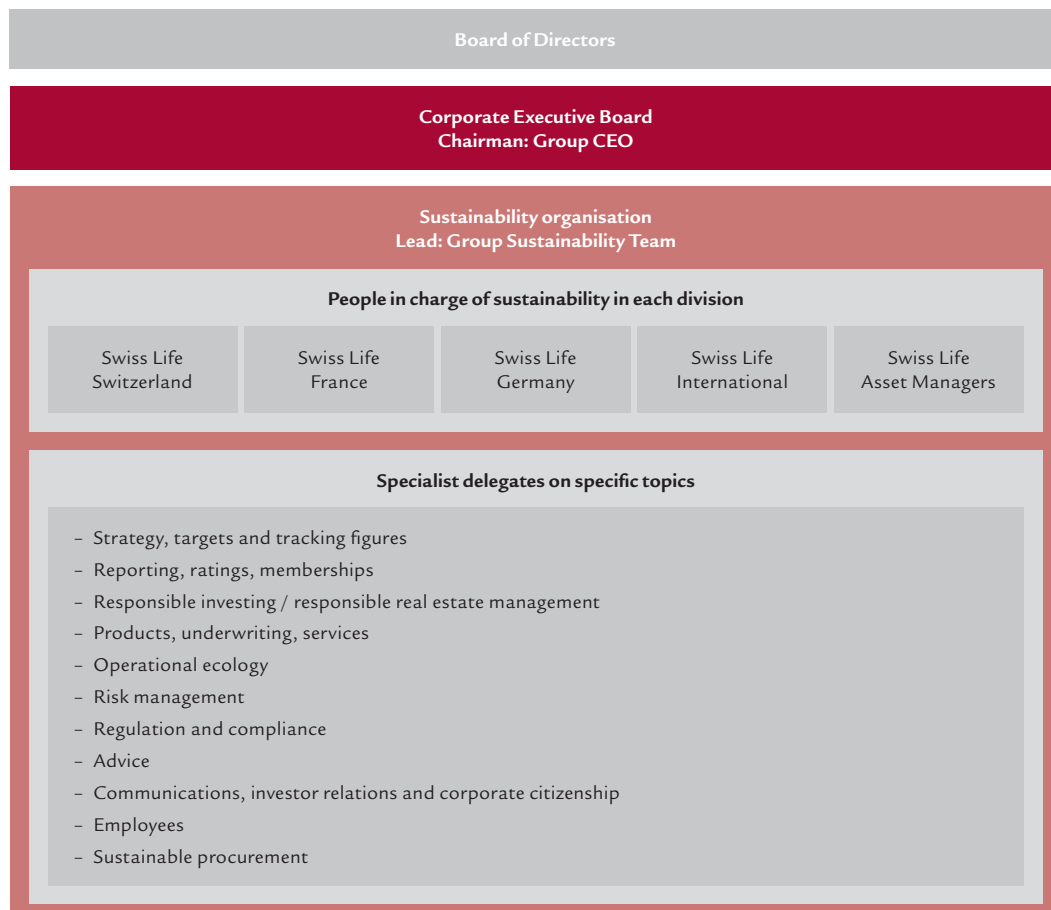 Board of Directors
Corporate Executive Board
Chairman: Group CEO
Sustainability organisation
Lead: Group Sustainability Team
People in charge of sustainability in each division
Swiss Life
Switzerland
Swiss Life
France
Swiss Life
Germany
Swiss Life
International
Swiss Life
Asset Managers
Specialist delegates on specific topics
– Strategy, targets and tracking figures
– Reporting, ratings, memberships
– Responsible investing / responsible real estate management
– Products, underwriting, services
– Operational ecology
– Risk management
– Regulation and compliance
– Advice
– Communications, investor relations and corporate citizenship
– Employees
– Sustainable procurement